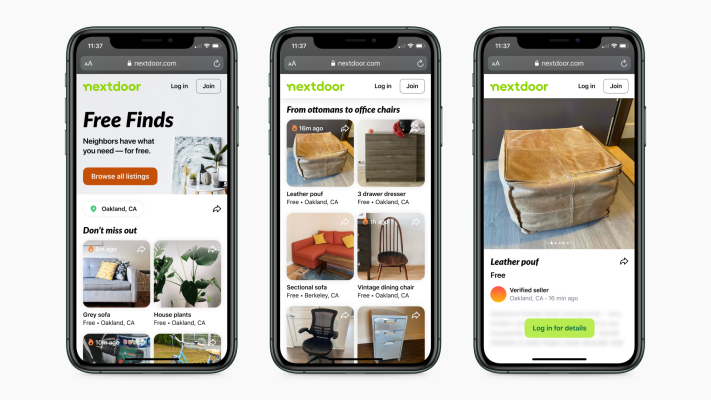 11:37
AA nextdoor.com
nextdoor Log in Join
Free Finds
Neighbors have what
you need — for free.
Browse all listings
Oakland, CA
Don't miss out
Grey sofa
Free • Oakland, CA
House plants
Free • Oakland, CA
10m ago
11:37
AA nextdoor.com
nextdoor Log in Join
From ottomans to office chairs
16m ago
Leather pouf
Free • Oakland, CA
3 drawer dresser
Free • Oakland, CA
1h ago
Sectional sofa
Free • Berkeley, CA
Vintage dining chair
Free • Oakland, CA
11:37
AA nextdoor.com
nextdoor Log in Join
Leather pouf
Free
Verified seller
Oakland, CA • 16 min ago
Log in for details